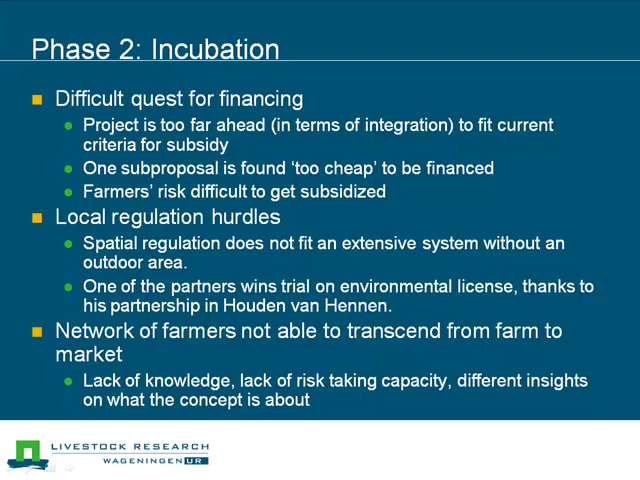 Phase 2: Incubation
Difficult quest for financing
Project is too far ahead (in terms of integration) to fit current
criteria for subsidy
One subproposal is found ‘too cheap’ to be financed
Farmers’ risk difficult to get subsidized
Local regulation hurdles
Spatial regulation does not fit an extensive system without an
outdoor area.
One of the partners wins trial on environmental license, thanks to
his partnership in Houden van Hennen.
Network of farmers not able to transcend from farm to
market
Lack of knowledge, lack of risk taking capacity, different insights
on what the concept is about
LIVESTOCK RESEARCH
WAGENINGEN UR